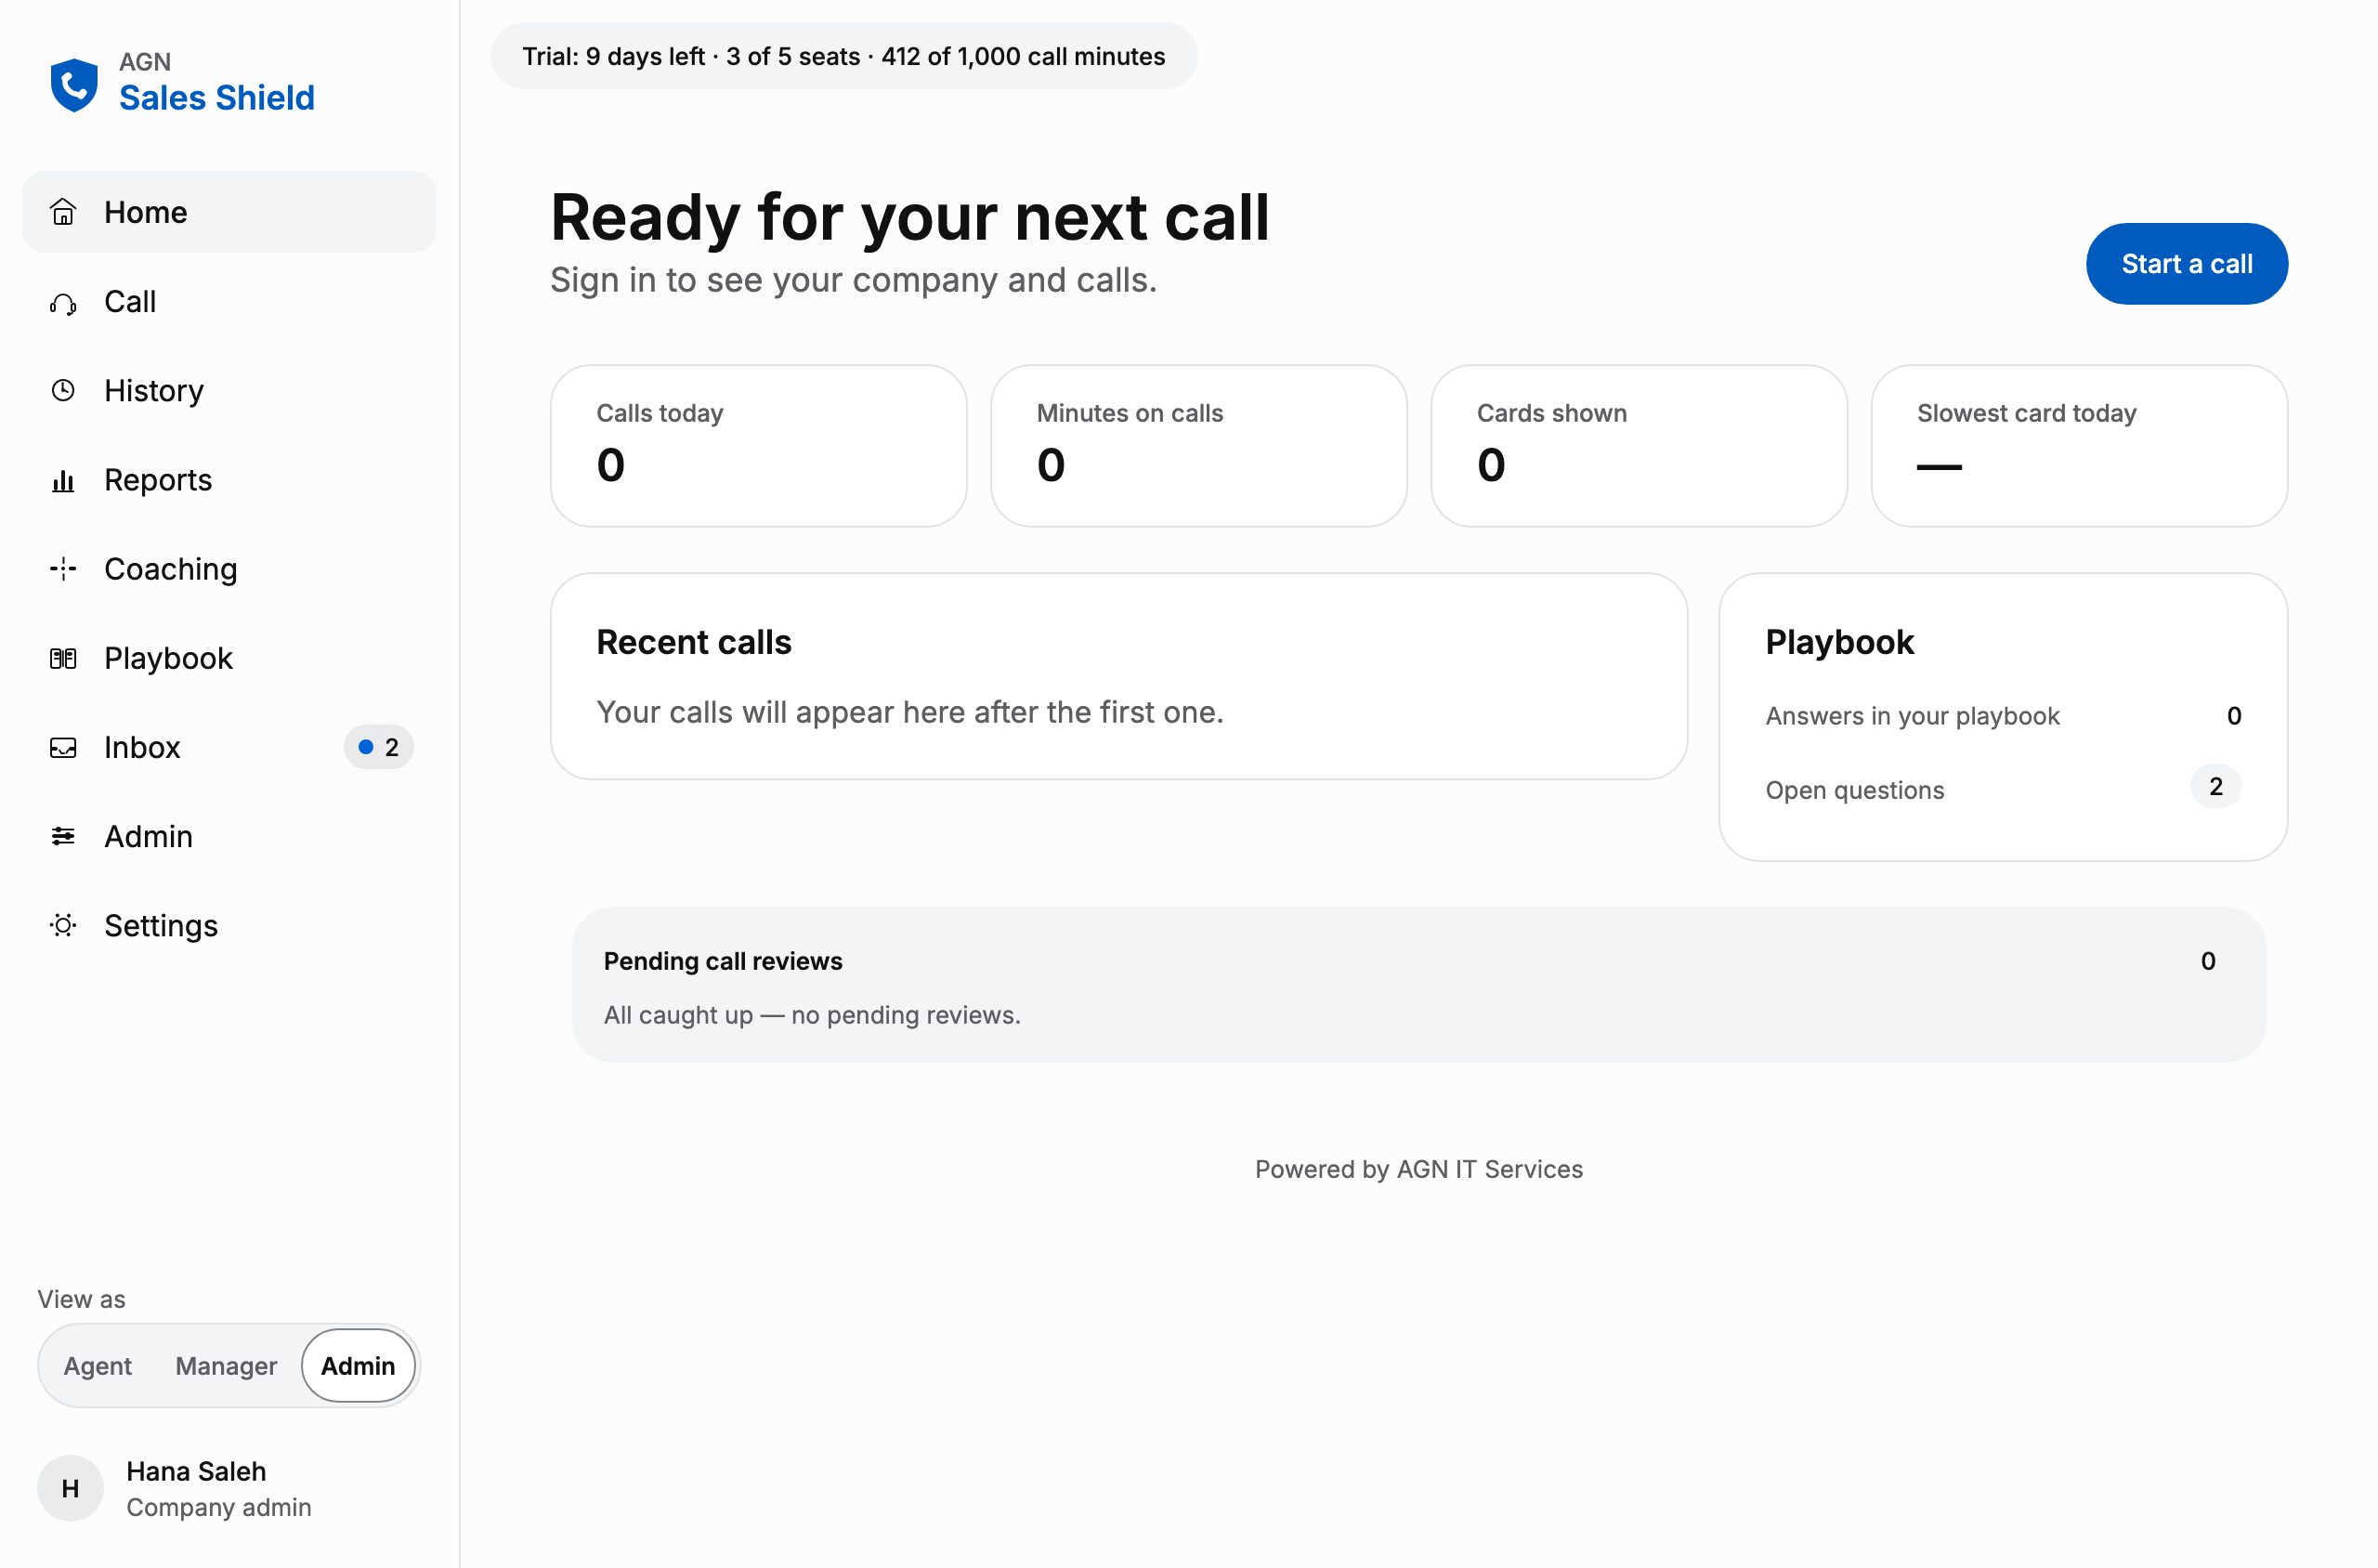 AGN
Sales Shield
Home
Call
History
Reports
Coaching
Playbook
Inbox
2
Admin
Settings
View as
Agent
Manager
Admin
H
Hana Saleh
Company admin
Trial: 9 days left · 3 of 5 seats · 412 of 1,000 call minutes
Ready for your next call
Sign in to see your company and calls.
Start a call
Calls today
0
Minutes on calls
0
Cards shown
0
Slowest card today
—
Recent calls
Your calls will appear here after the first one.
Playbook
Answers in your playbook
0
Open questions
2
Pending call reviews
0
All caught up — no pending reviews.
Powered by AGN IT Services